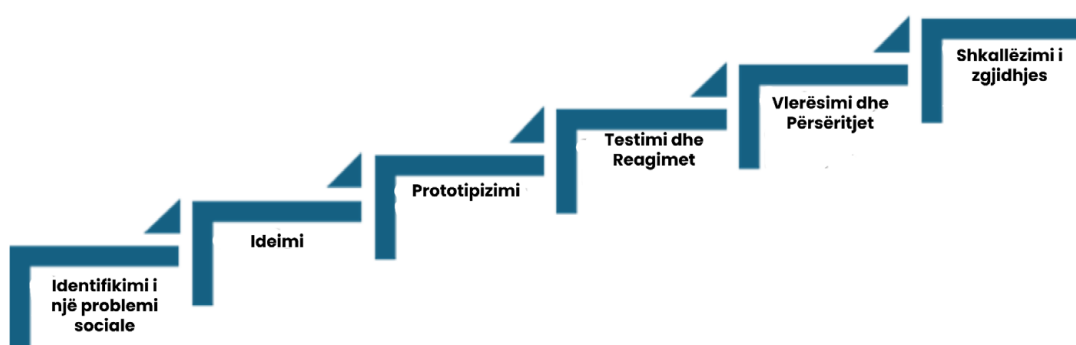 Identifikimi i
një problemi
sociale
Ideimi
Prototipizimi
Testimi dhe
Reagimet
Vlerësimi dhe
Përsëritjet
Shkallëzimi i
zgjidhjes